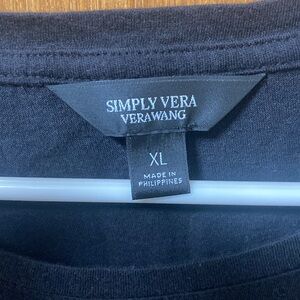 SIMPLY VERA
VERAWANG
XL
MADE IN
PHILIPPINES